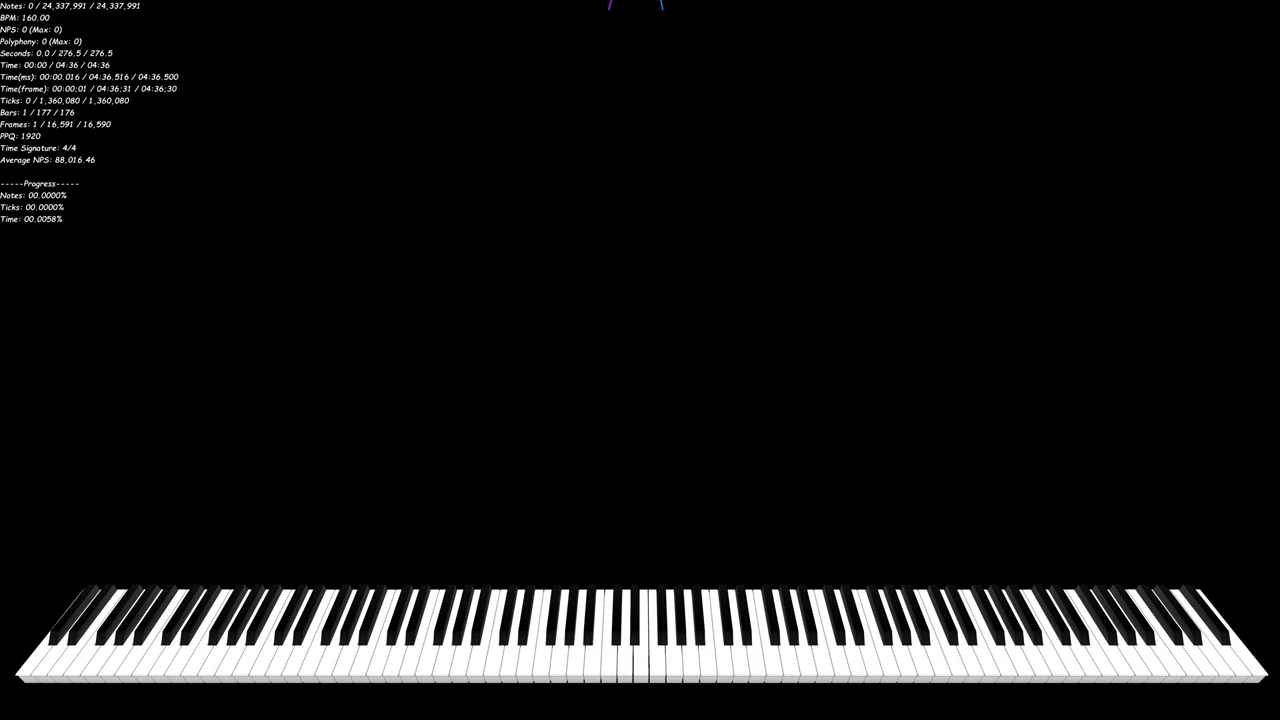 Notes: 0 / 24,337,991 / 24,337,991
BPM: 160.00
NPS: 0 (Max: 0)
Polyphony: 0 (Max: 0)
Seconds: 0.0 / 276.5 / 276.5
Time: 00:00 / 04:36 / 04:36
Time(ms): 00:00.016 / 04:36.516 / 04:36.500
Time(frame): 00:00;01 / 04:36;31 / 04:36;30
Ticks: 0 / 1,360,080 / 1,360,080
Bars: 1 / 177 / 176
Frames: 1 / 16,591 / 16,590
PPQ: 1920
Time Signature: 4/4
Average NPS: 88,016.46
-----Progress-----
Notes: 00.0000%
Ticks: 00.0000%
Time: 00.0058%